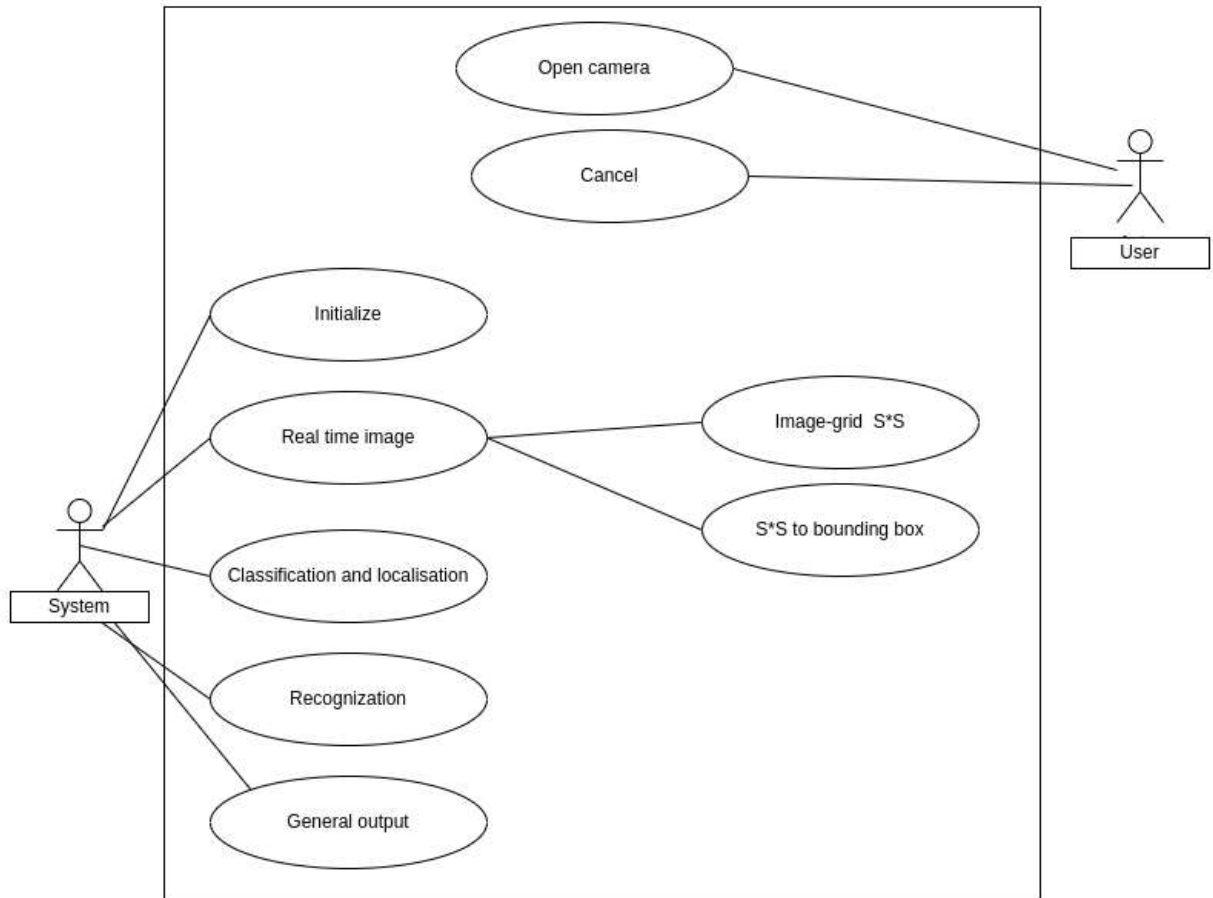 Open camera
Cancel
User
Initialize
Real time image
Image-grid S*S
S*S to bounding box
Classification and localisation
System
Recognization
General output